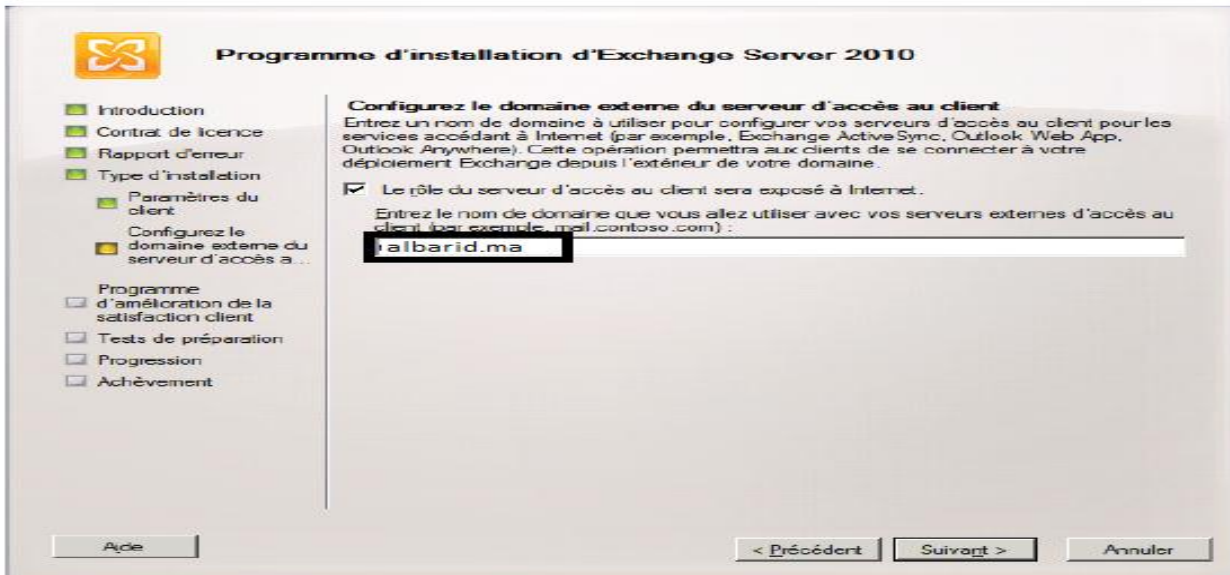 Programme d'installation d'Exchange Server 2010
Introduction
Contrat de licence
Rapport d'erreur
Type d'installation
Paramètres du
client
Configurez le
domaine externe du
serveur d'accès a...
Programme
d'amélioration de la
satisfaction client
Tests de préparation
Progression
Achèvement
Configurez le domaine externe du serveur d'accès au client
Entrez un nom de domaine à utiliser pour configurer vos serveurs d'accès au client pour les
services accédant à Internet (par exemple, Exchange ActiveSync, Outlook Web App,
Outlook Anywhere). Cette opération permettra aux clients de se connecter à votre
déploiement Exchange depuis l'extérieur de votre domaine.
Le rôle du serveur d'accès au client sera exposé à Internet.
Entrez le nom de domaine que vous allez utiliser avec vos serveurs externes d'accès au
client (par exemple, mail.contoso.com) :
albarid.ma
Aide
< Précédent
Suivant >
Annuler